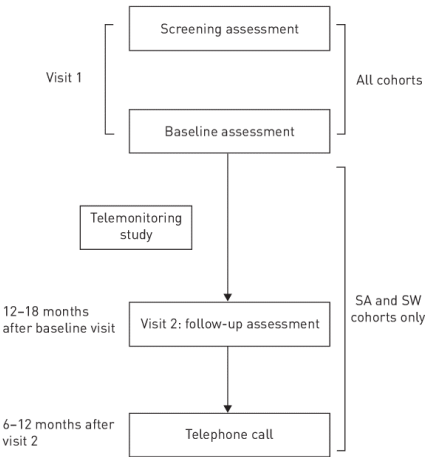 Screening assessment
Visit 1
All cohorts
Baseline assessment
Telemonitoring
study
12–18 months
after baseline visit
Visit 2: follow-up assessment
SA and SW
cohorts only
6–12 months after
visit 2
Telephone call